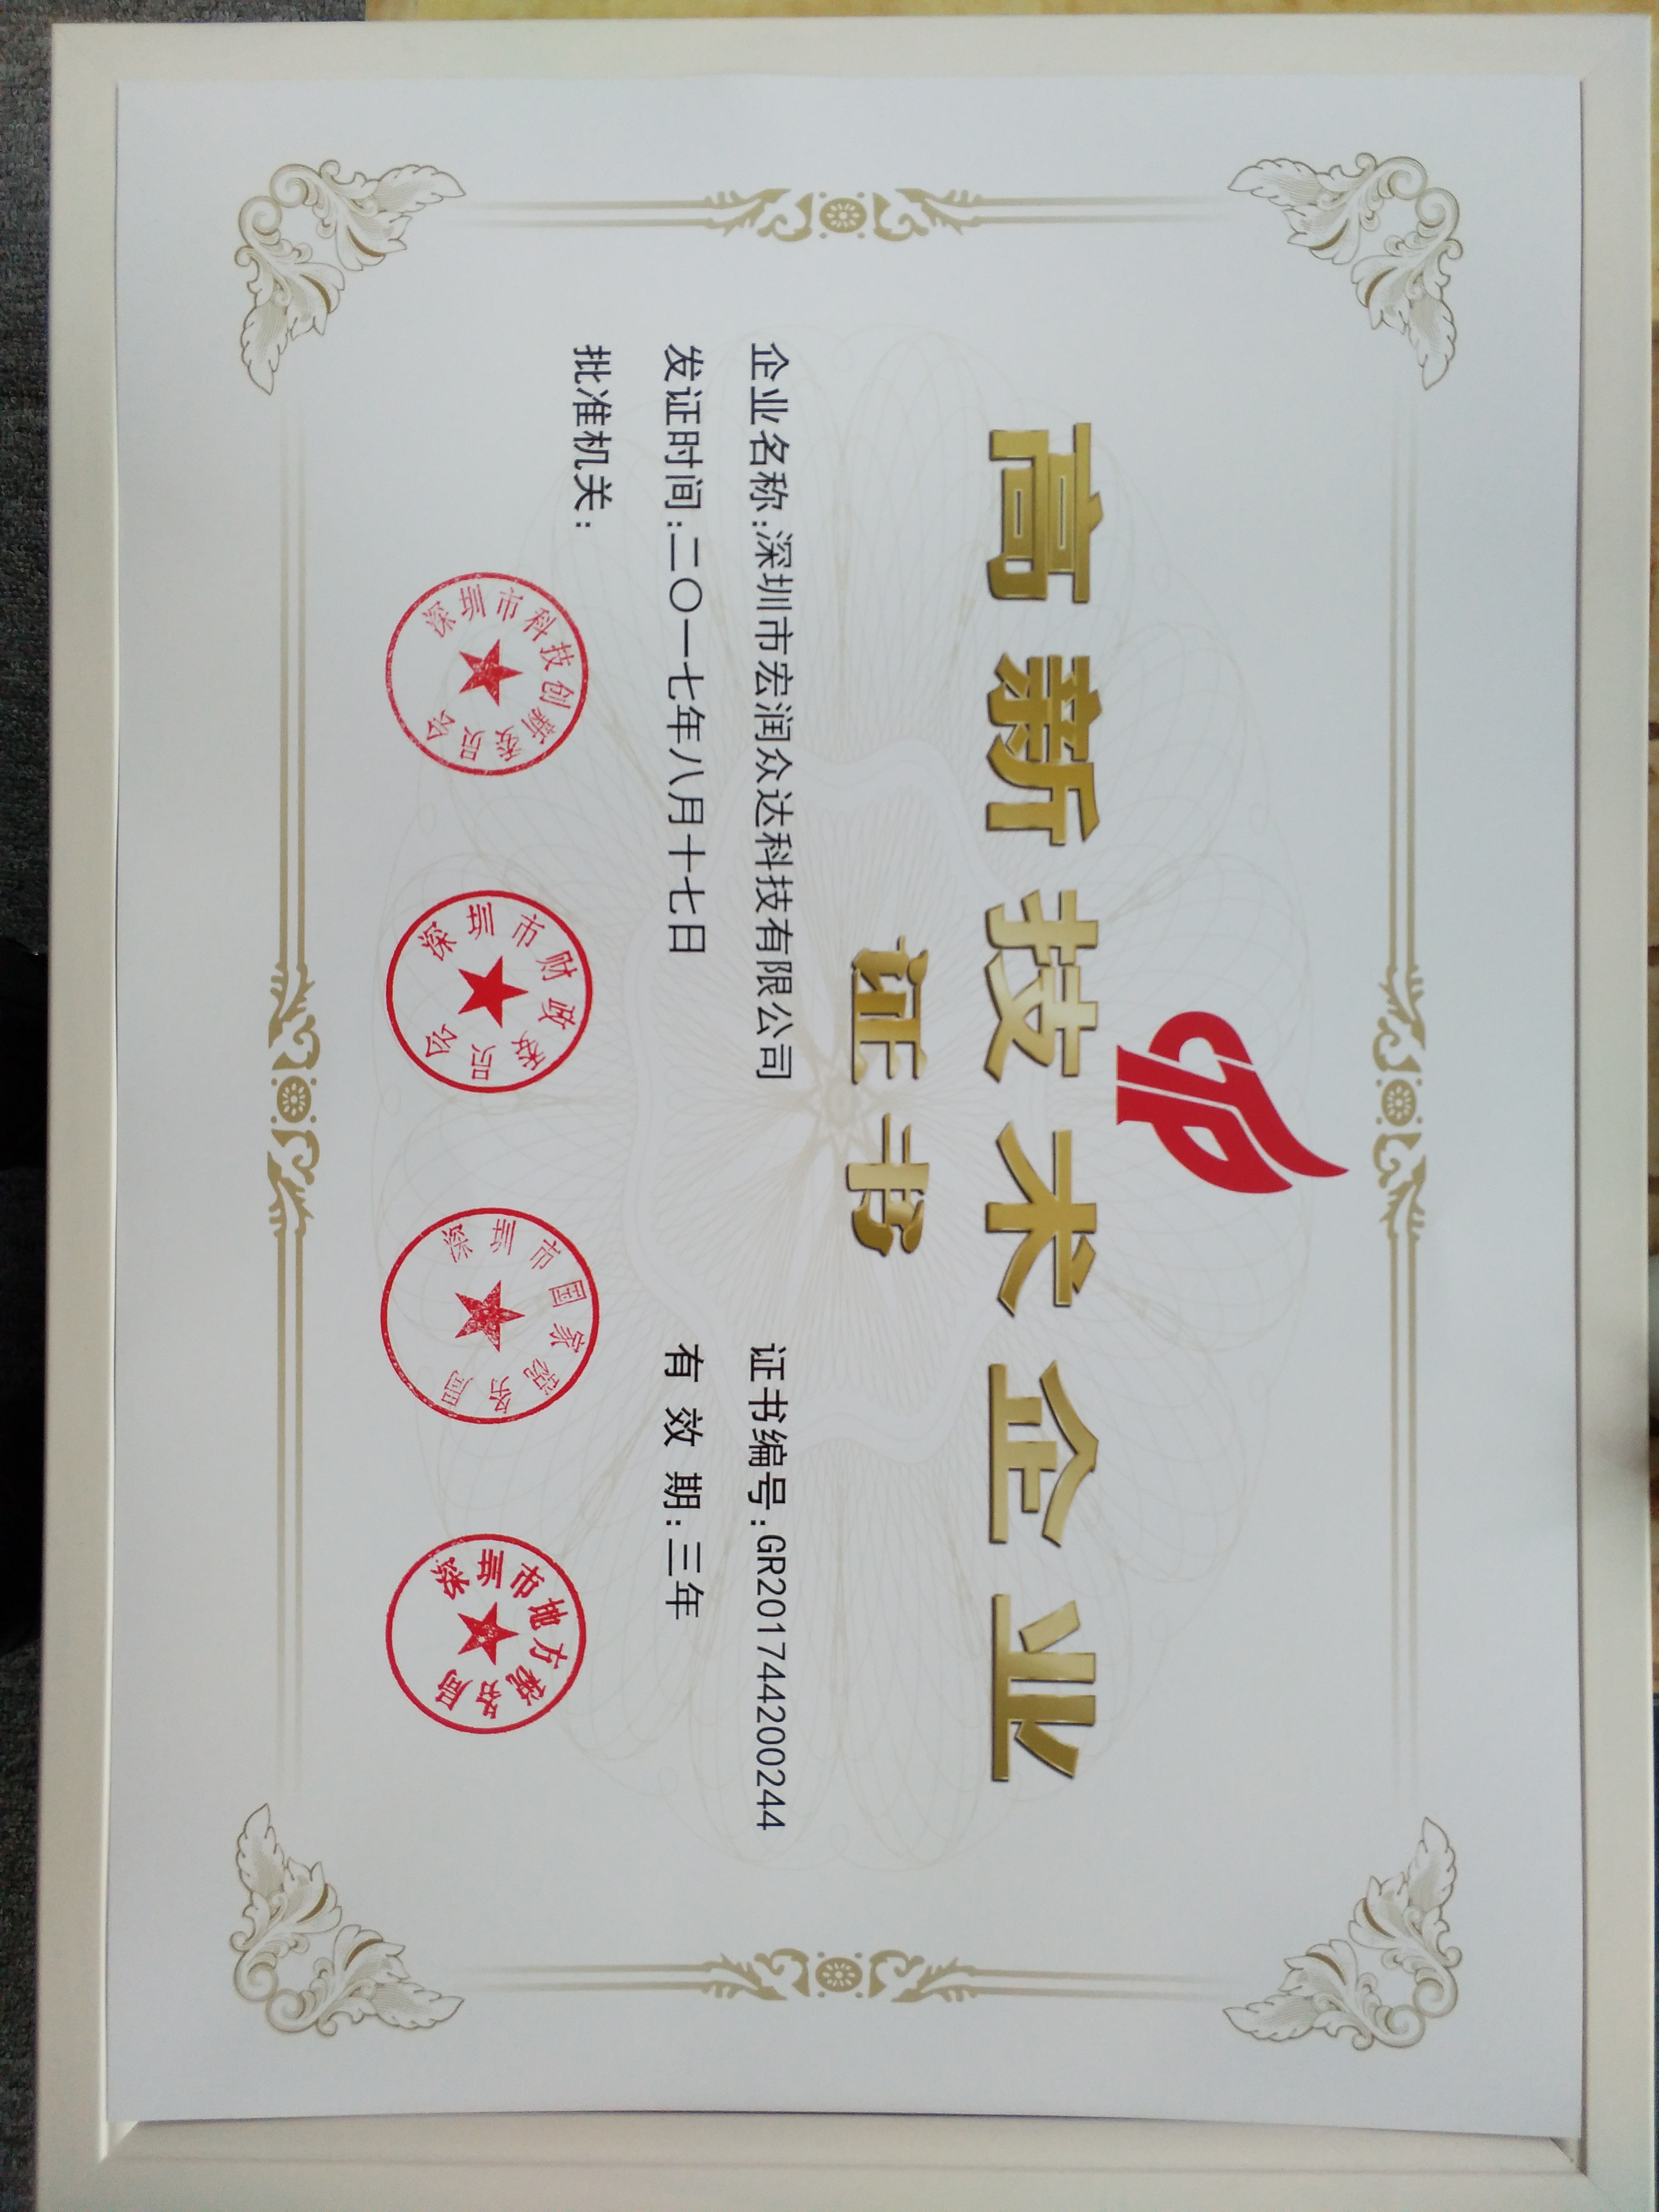 高新技术企业
证书
企业名称:深圳市宏润众达科技有限公司
证书编号:GR201744200244
发证时间:二〇一七年八月十七日
有效期:三年
批准机关:
深圳市科技创新委员会
深圳市财政委员会
深圳市国家税务局
深圳市地方税务局